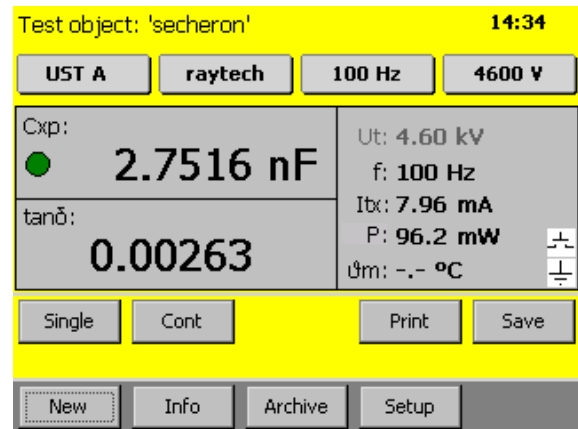 Test object: 'secheron' 14:34
UST A raytech 100 Hz 4600 V
Cxp:
2.7516 nF
tanδ:
0.00263
Ut: 4.60 kV
f: 100 Hz
Itx: 7.96 mA
P: 96.2 mW
ϑm: -.- ºC
Single Cont Print Save
New Info Archive Setup